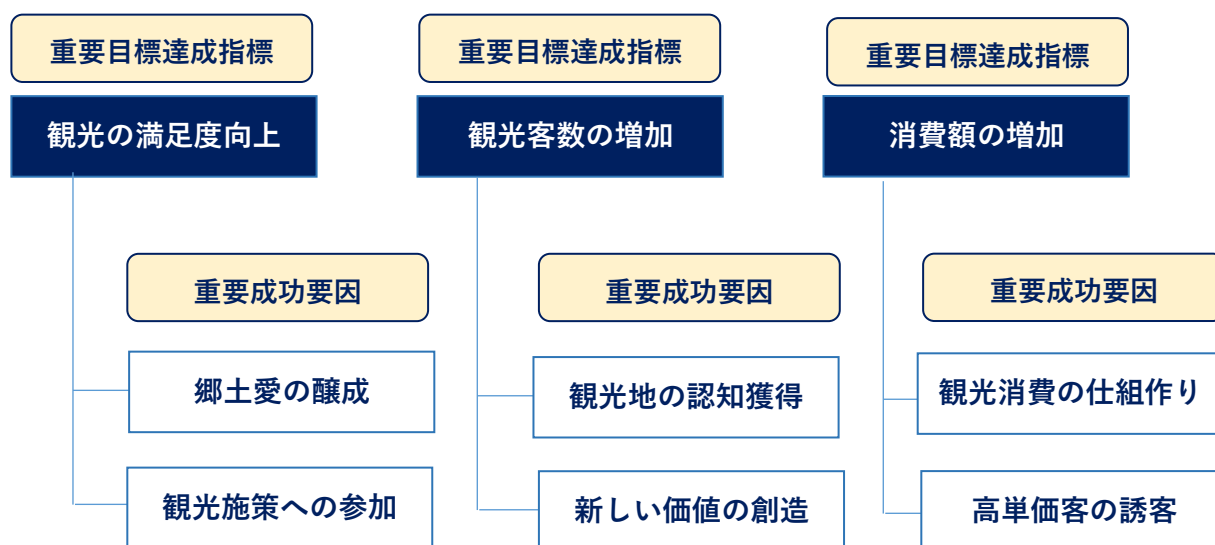 重要目標達成指標
観光の満足度向上
重要成功要因
郷土愛の醸成
観光施策への参加
重要目標達成指標
観光客数の増加
重要成功要因
観光地の認知獲得
新しい価値の創造
重要目標達成指標
消費額の増加
重要成功要因
観光消費の仕組作り
高単価客の誘客